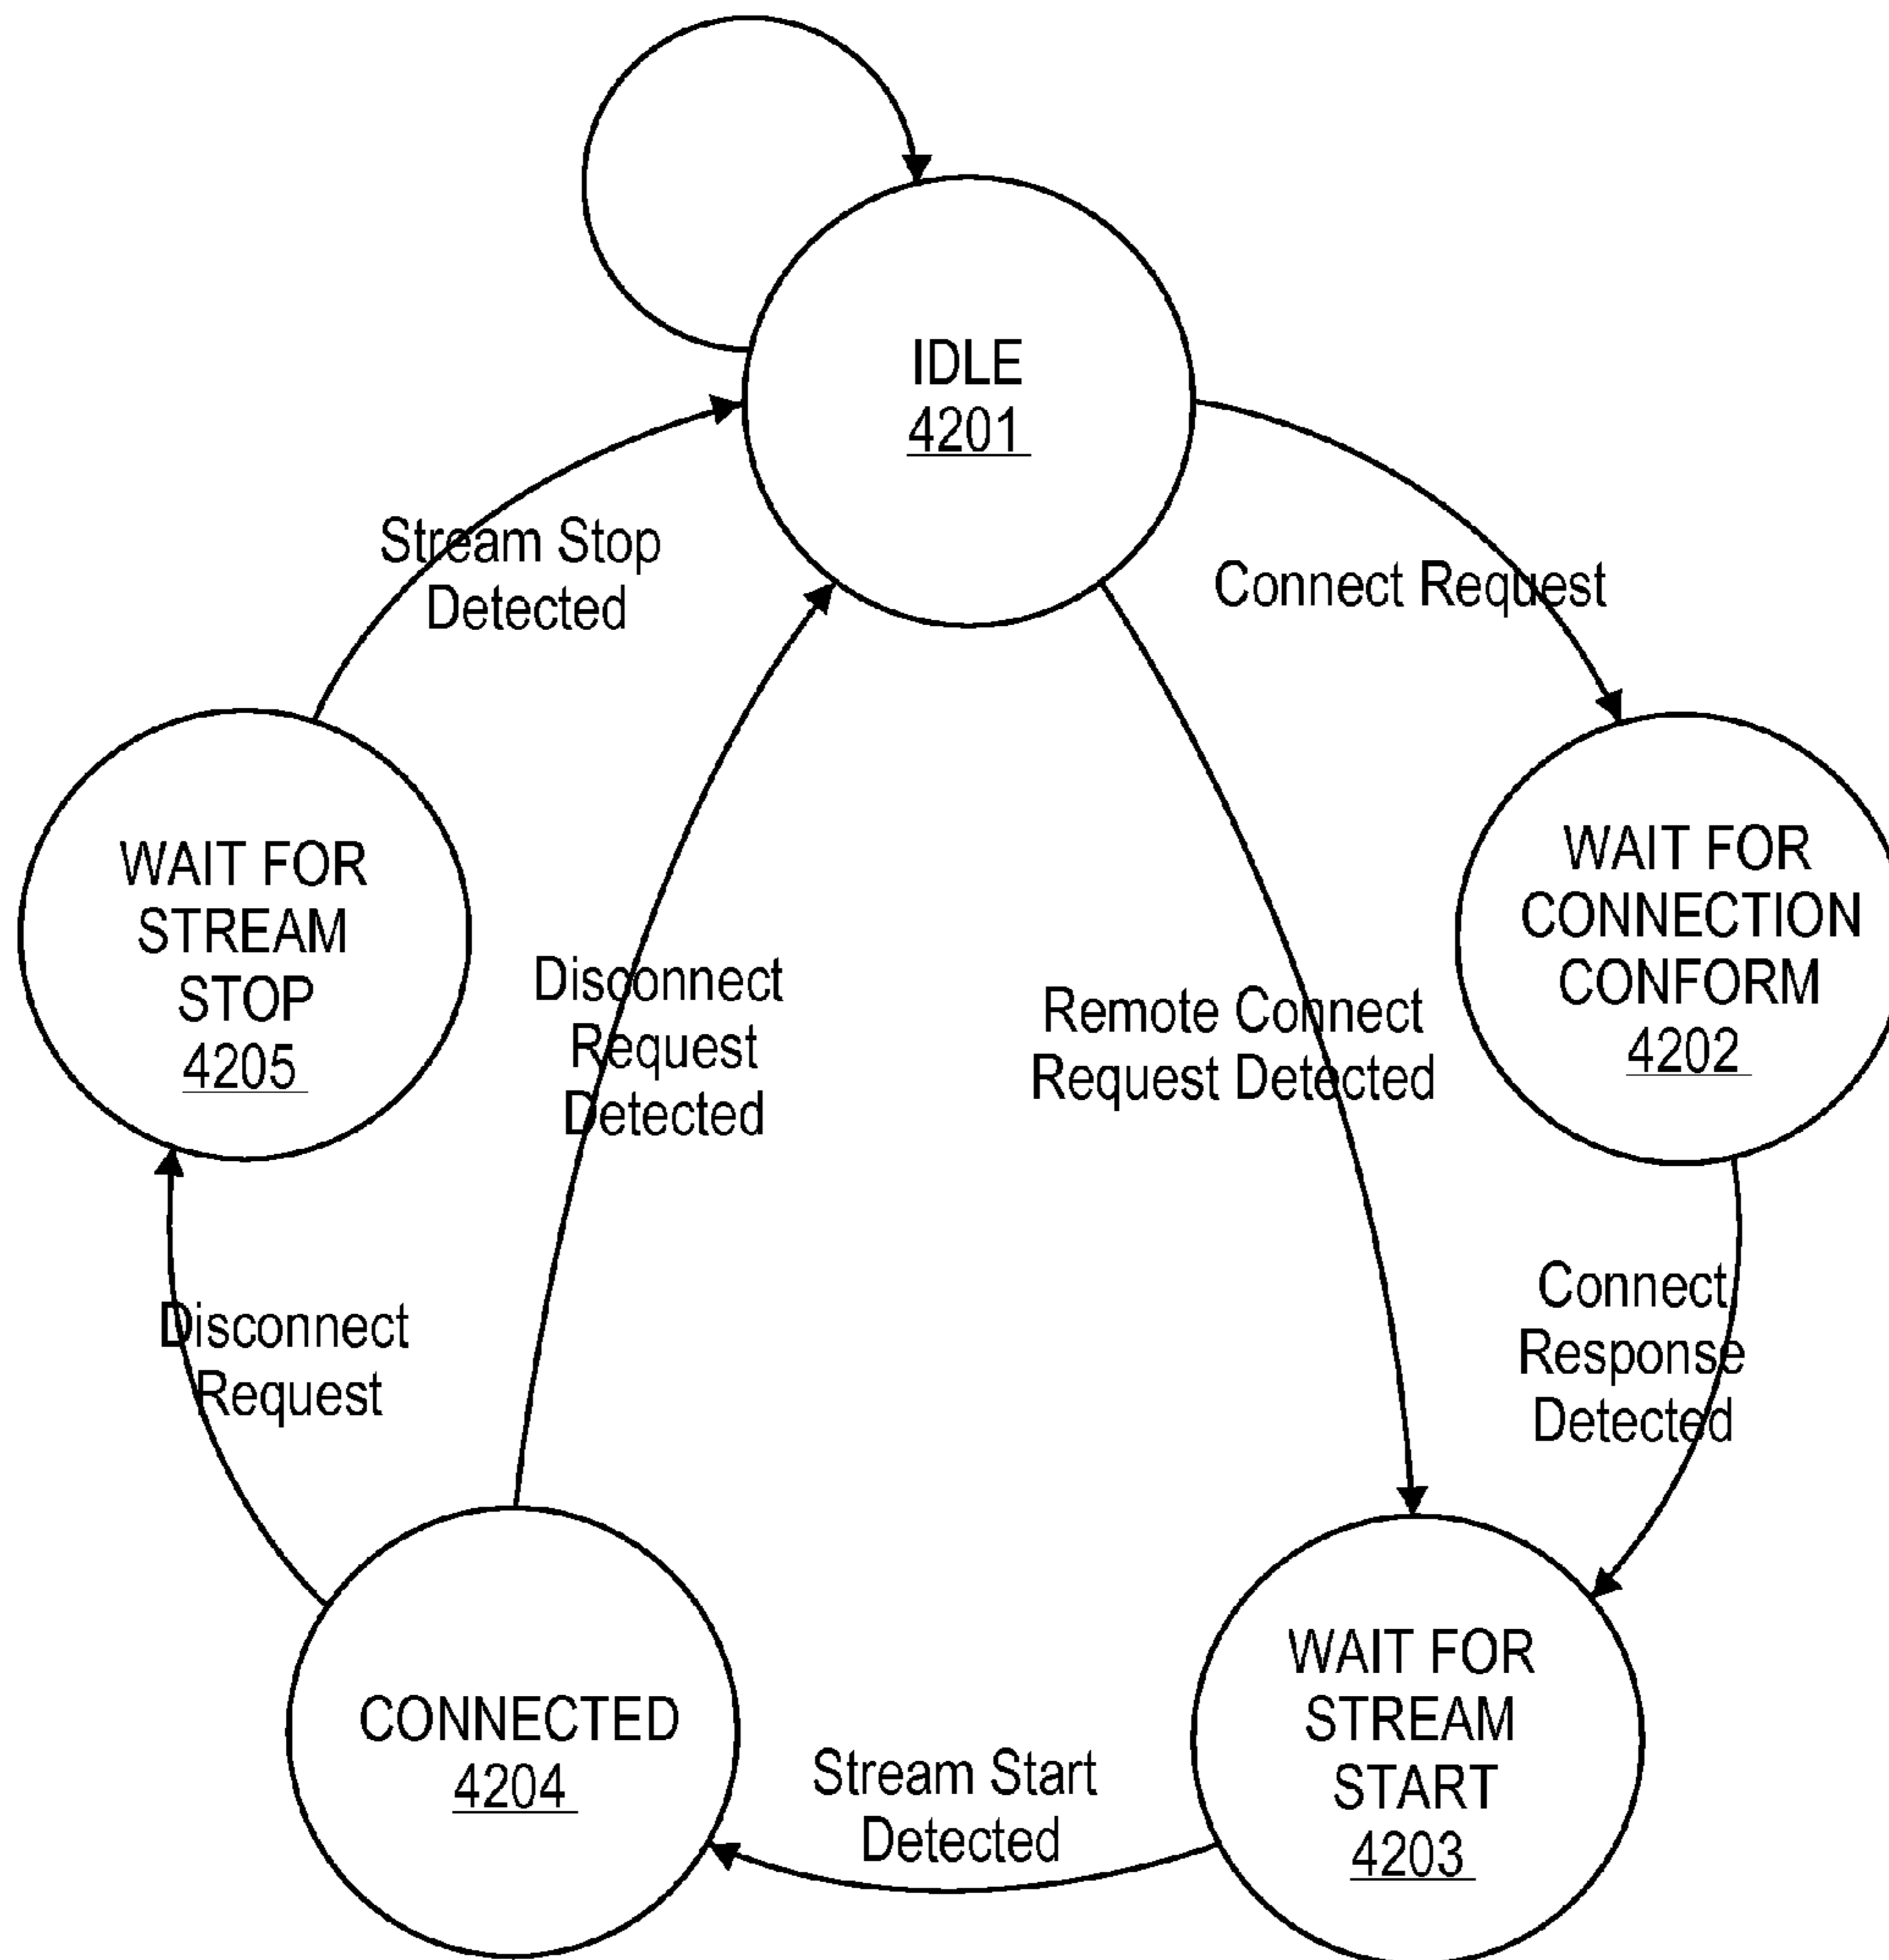 IDLE
4201
Stream Stop
Detected
Connect Request
WAIT FOR
STREAM
STOP
4205
WAIT FOR
CONNECTION
CONFORM
4202
Disconnect
Request
Detected
Remote Connect
Request Detected
Disconnect
Request
Connect
Response
Detected
CONNECTED
4204
Stream Start
Detected
WAIT FOR
STREAM
START
4203